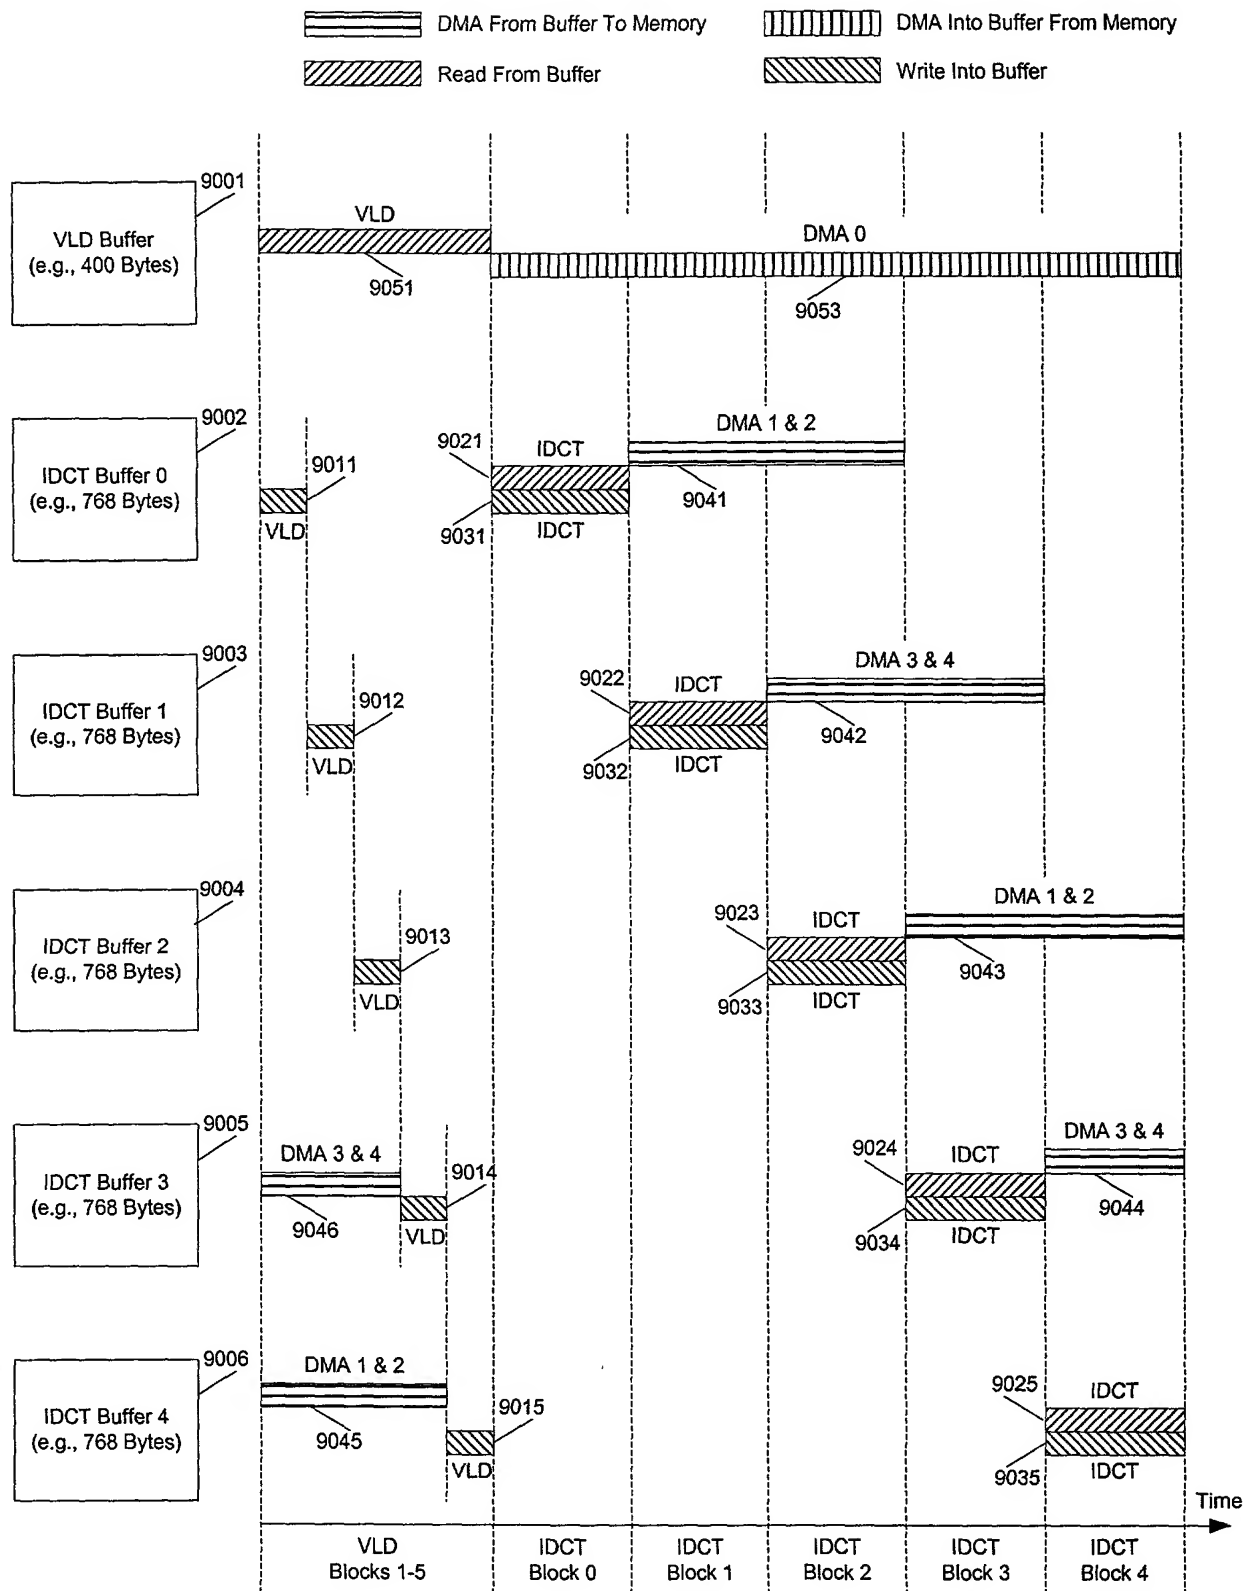 DMA From Buffer To Memory
DMA Into Buffer From Memory
Read From Buffer
Write Into Buffer
9001
VLD Buffer
(e.g., 400 Bytes)
VLD
9051
DMA 0
9053
9002
IDCT Buffer 0
(e.g., 768 Bytes)
9011
VLD
9021
IDCT
9031
IDCT
DMA 1 & 2
9041
9003
IDCT Buffer 1
(e.g., 768 Bytes)
9012
VLD
9022
IDCT
9032
IDCT
DMA 3 & 4
9042
9004
IDCT Buffer 2
(e.g., 768 Bytes)
9013
VLD
9023
IDCT
9033
IDCT
DMA 1 & 2
9043
9005
IDCT Buffer 3
(e.g., 768 Bytes)
DMA 3 & 4
9046
9014
VLD
9024
IDCT
9034
IDCT
DMA 3 & 4
9044
9006
IDCT Buffer 4
(e.g., 768 Bytes)
DMA 1 & 2
9045
9015
VLD
9025
IDCT
9035
IDCT
Time
VLD
Blocks 1-5
IDCT
Block 0
IDCT
Block 1
IDCT
Block 2
IDCT
Block 3
IDCT
Block 4